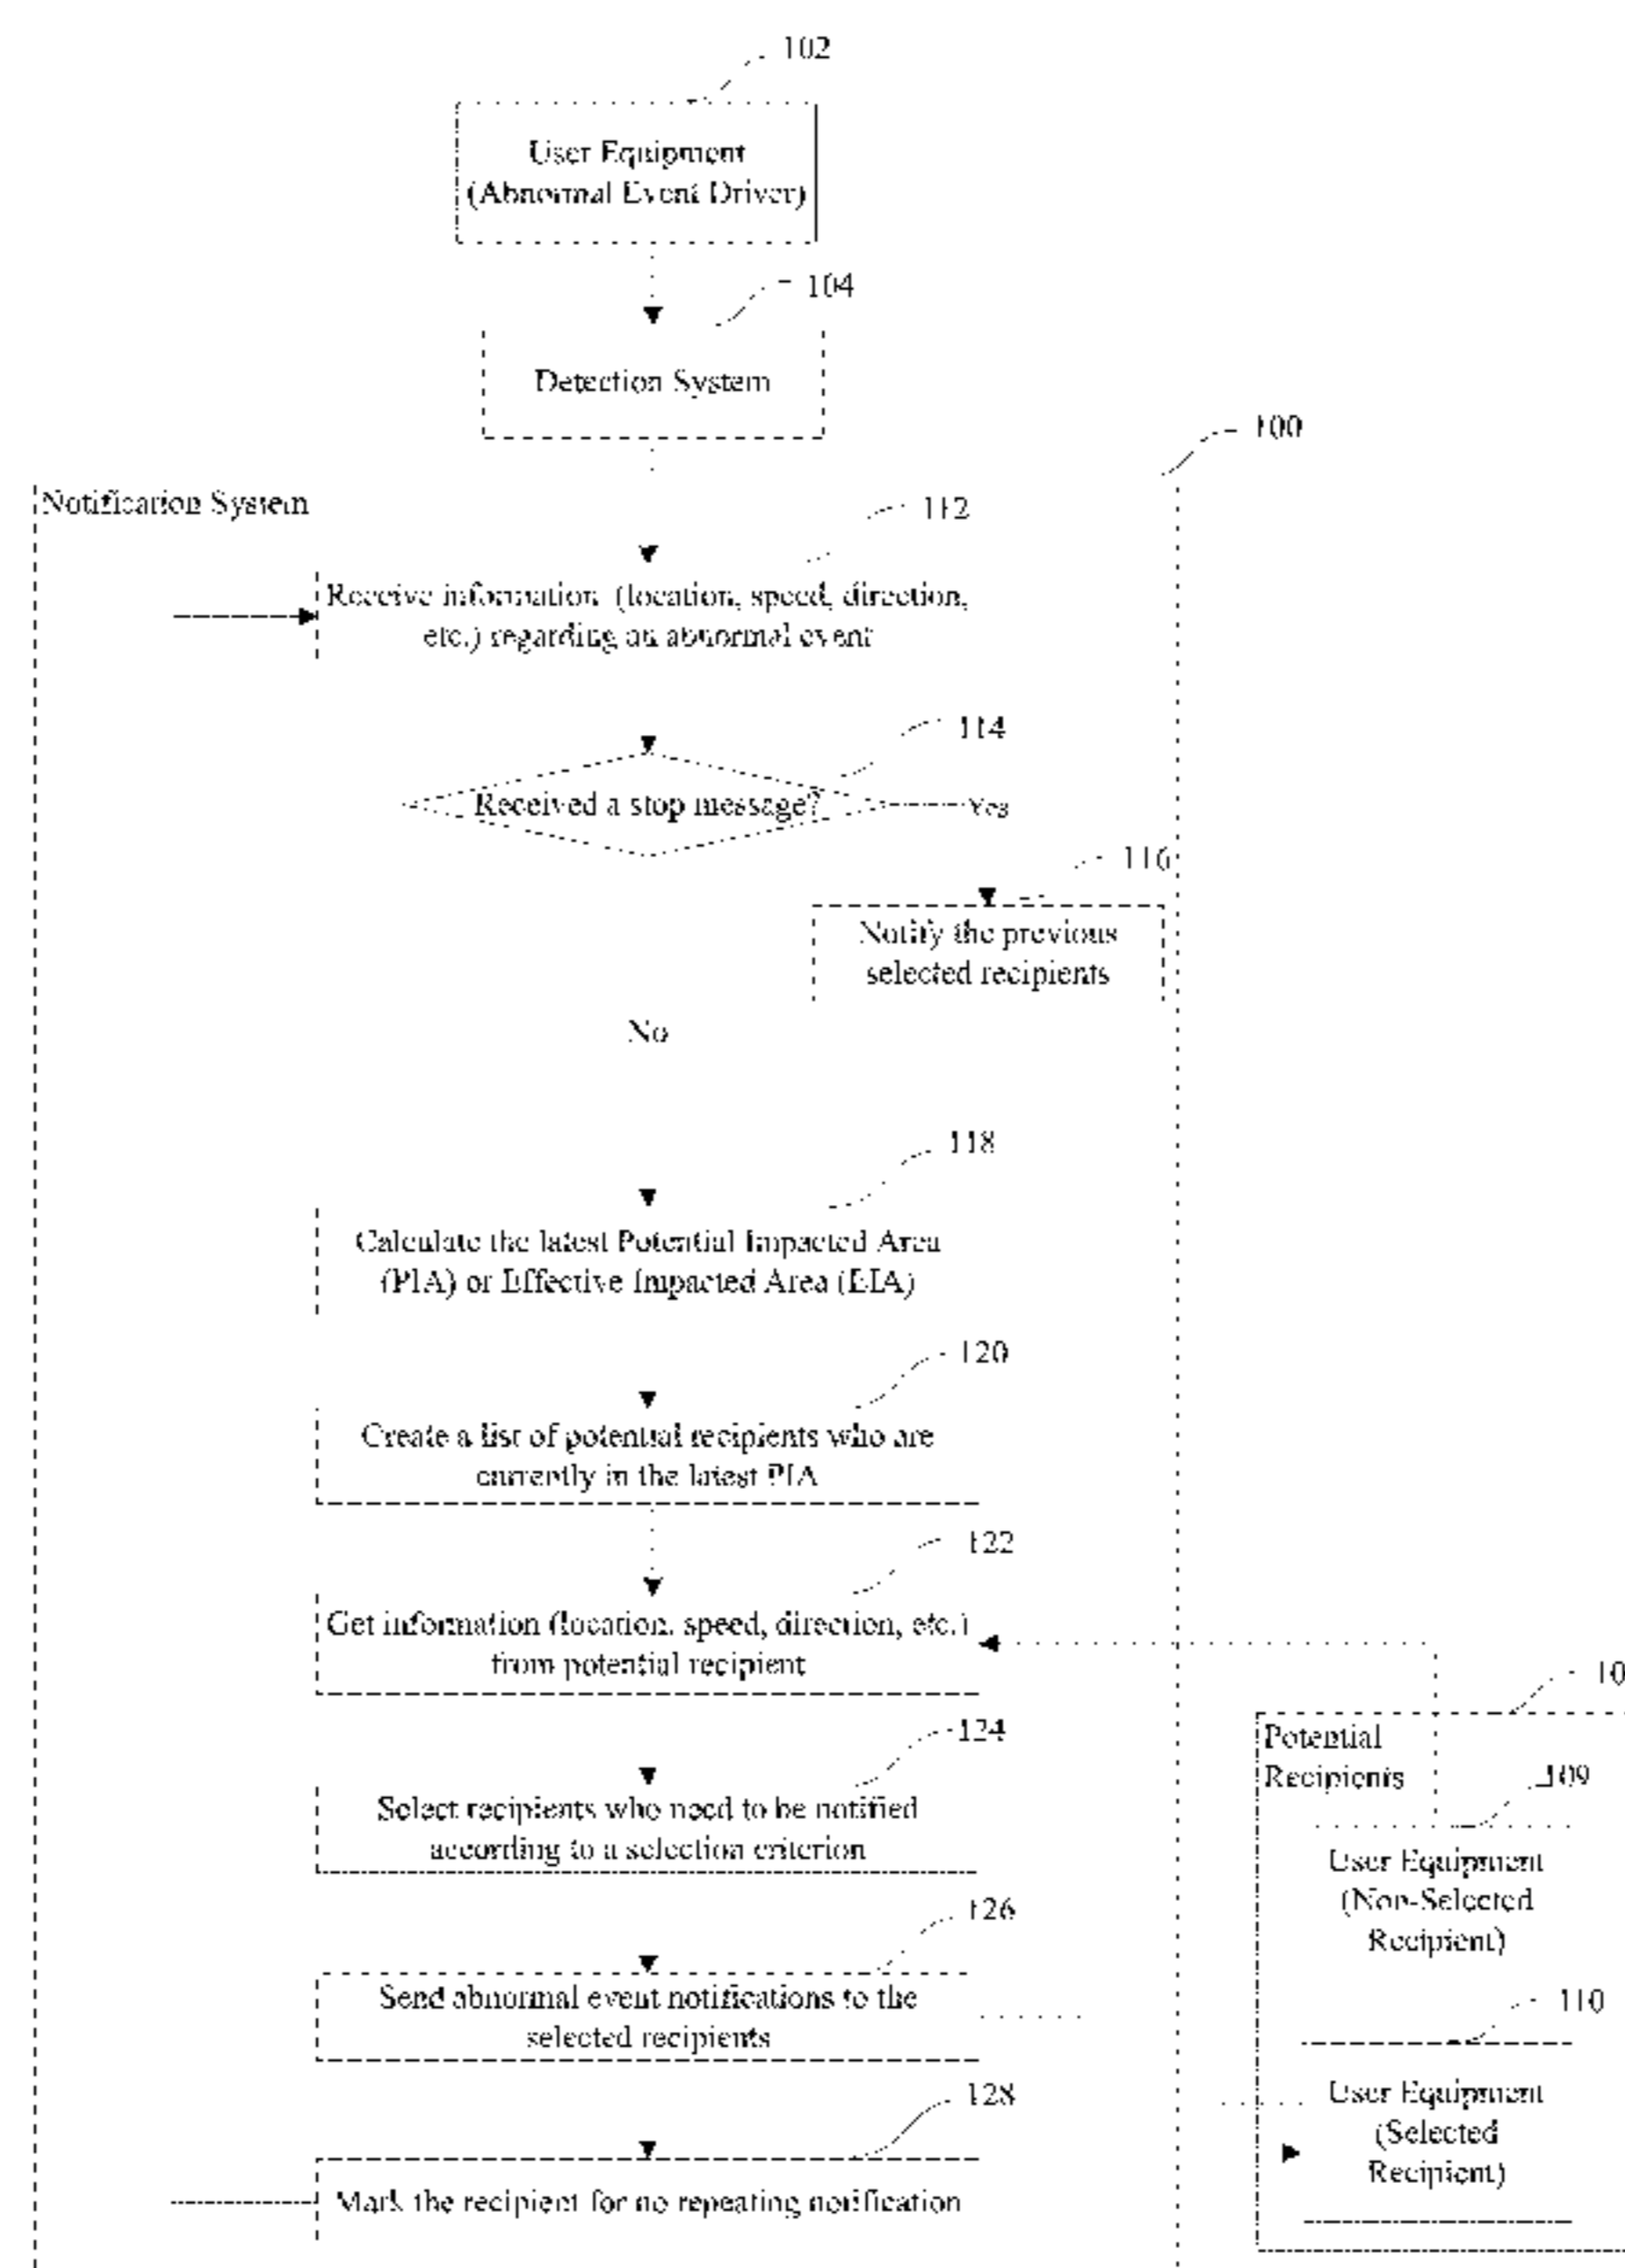 102
User Equipment
(Abnormal Event Driver)
104
Detection System
100
Notification System
112
Receive information (location, speed, direction,
etc.) regarding an abnormal event
114
Received a stop message?
Yes
116
Notify the previous
selected recipients
No
118
Calculate the latest Potential Impacted Area
(PIA) or Effective Impacted Area (EIA)
120
Create a list of potential recipients who are
currently in the latest PIA
122
Get information (location, speed, direction, etc.)
from potential recipient
10
Potential
Recipients
124
109
Select recipients who need to be notified
according to a selection criterion
User Equipment
(Non-Selected
Recipient)
126
Send abnormal event notifications to the
selected recipients
110
User Equipment
(Selected
Recipient)
128
Mark the recipient for no repeating notification